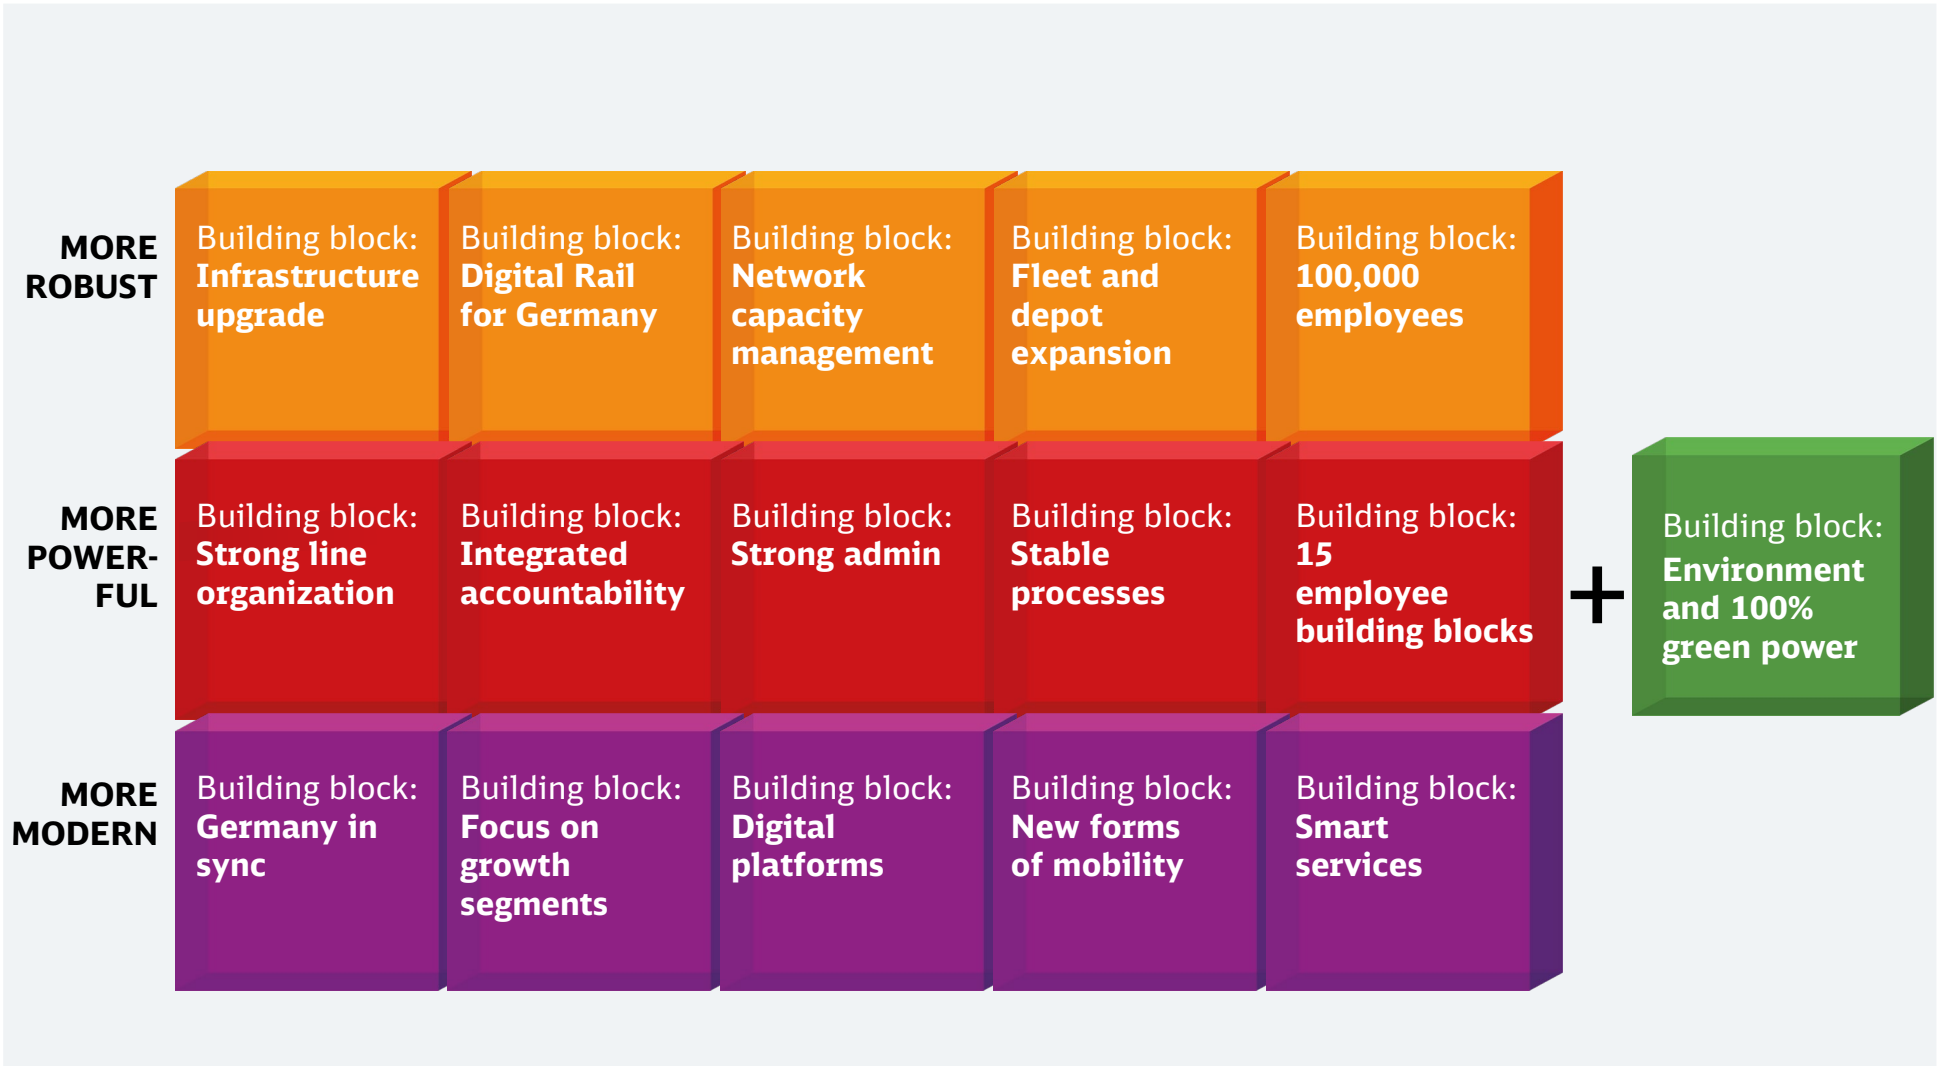 MORE
ROBUST
Building block:
Infrastructure
upgrade
Building block:
Digital Rail
for Germany
Building block:
Network
capacity
management
Building block:
Fleet and
depot
expansion
Building block:
100,000
employees
MORE
POWER-
FUL
Building block:
Strong line
organization
Building block:
Integrated
accountability
Building block:
Strong admin
Building block:
Stable
processes
Building block:
15
employee
building blocks
+
Building block:
Environment
and 100%
green power
MORE
MODERN
Building block:
Germany in
sync
Building block:
Focus on
growth
segments
Building block:
Digital
platforms
Building block:
New forms
of mobility
Building block:
Smart
services